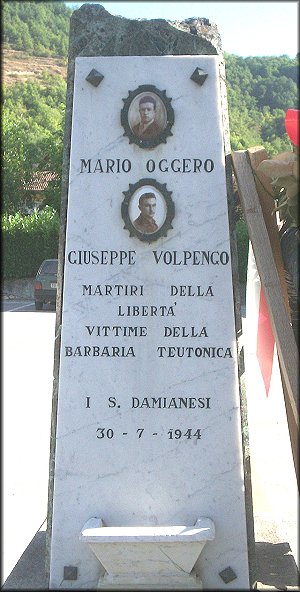 MARIO OGGERO
GIUSEPPE VOLPENGO
MARTIRI DELLA
LIBERTA'
VITTIME DELLA
BARBARIA TEUTONICA
I S. DAMIANESI
30 - 7 - 1944